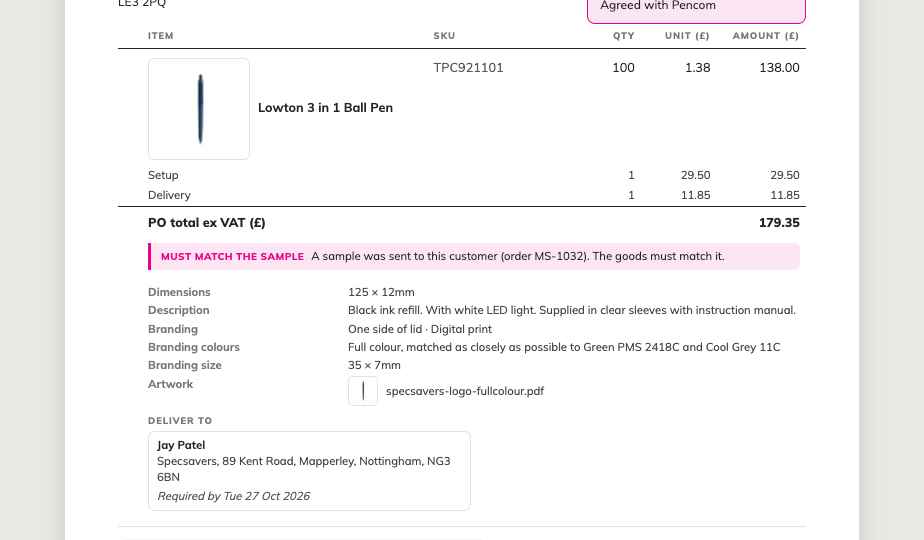 LE3 2PQ
Agreed with Pencom
ITEM SKU QTY UNIT (£) AMOUNT (£)
TPC921101 100 1.38 138.00
Lowton 3 in 1 Ball Pen
Setup 1 29.50 29.50
Delivery 1 11.85 11.85
PO total ex VAT (£) 179.35
MUST MATCH THE SAMPLE A sample was sent to this customer (order MS-1032). The goods must match it.
Dimensions 125 × 12mm
Description Black ink refill. With white LED light. Supplied in clear sleeves with instruction manual.
Branding One side of lid · Digital print
Branding colours Full colour, matched as closely as possible to Green PMS 2418C and Cool Grey 11C
Branding size 35 × 7mm
Artwork specsavers-logo-fullcolour.pdf
DELIVER TO
Jay Patel
Specsavers, 89 Kent Road, Mapperley, Nottingham, NG3
6BN
Required by Tue 27 Oct 2026